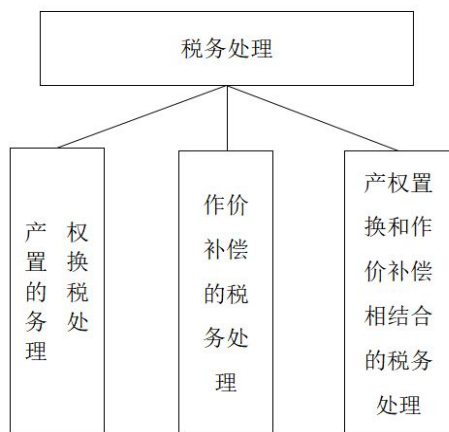 税务处理
产权
置换
的税
务处
理
作价
补偿
的税
务处
理
产权置
换和作
价补偿
相结合
的税务
处理